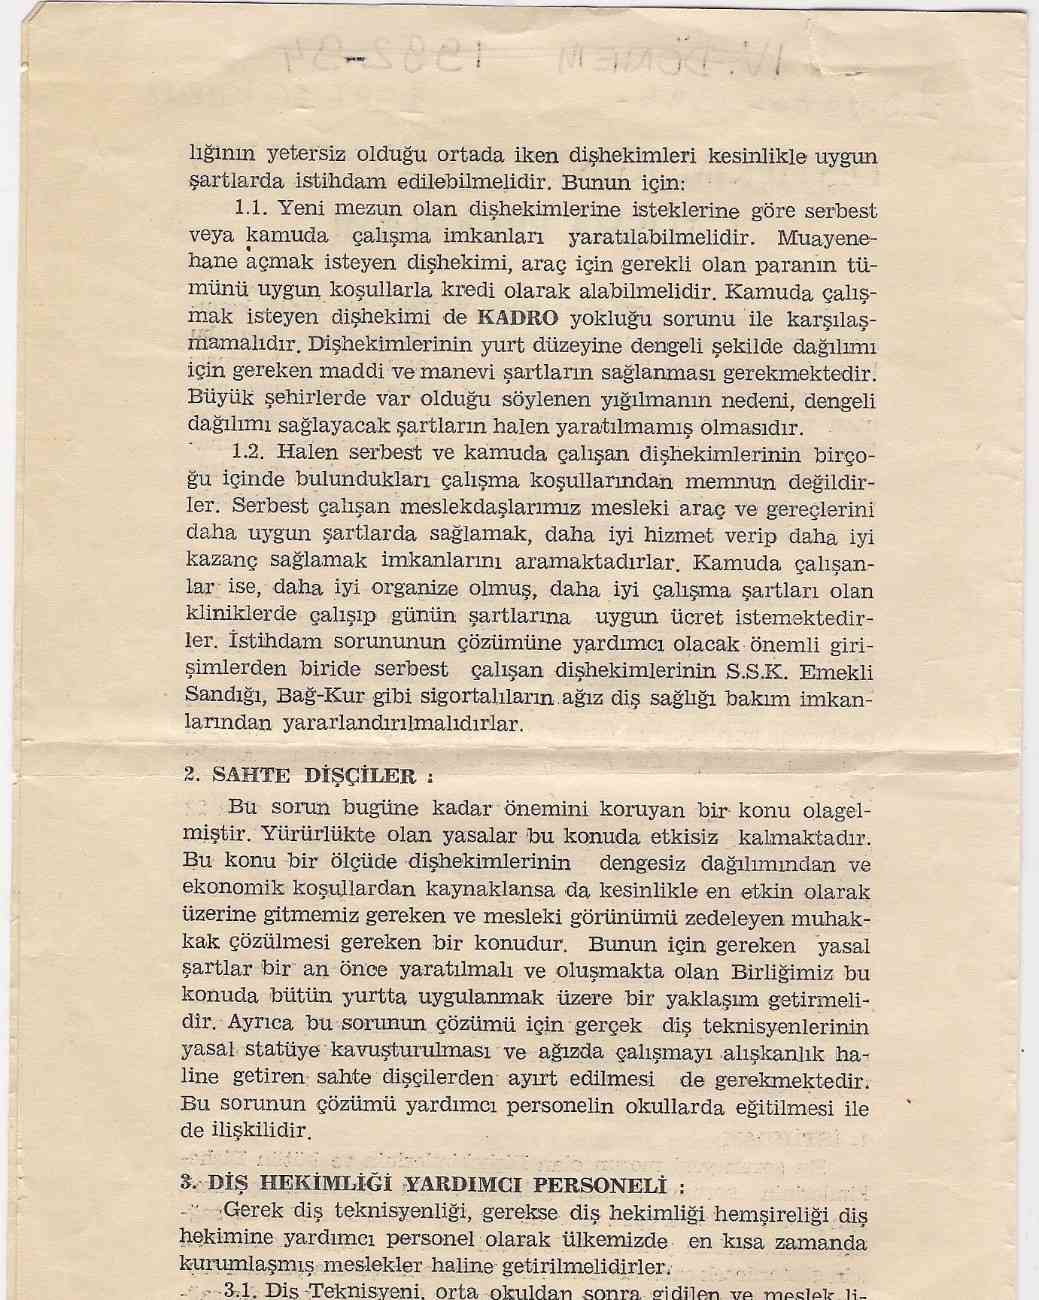 IV. DÖNEM 1992-94
lığının yetersiz olduğu ortada iken dişhekimleri kesinlikle uygun
şartlarda istihdam edilebilmelidir. Bunun için:
1.1. Yeni mezun olan dişhekimlerine isteklerine göre serbest
veya kamuda çalışma imkanları yaratılabilmelidir. Muayene-
hane açmak isteyen dişhekimi, araç için gerekli olan paranın tü-
münü uygun koşullarla kredi olarak alabilmelidir. Kamuda çalış-
mak isteyen dişhekimi de KADRO yokluğu sorunu ile karşılaş-
mamalıdır. Dişhekimlerinin yurt düzeyine dengeli şekilde dağılımı
için gereken maddi ve manevi şartların sağlanması gerekmektedir.
Büyük şehirlerde var olduğu söylenen yığılmanın nedeni, dengeli
dağılımı sağlayacak şartların halen yaratılmamış olmasıdır.
1.2. Halen serbest ve kamuda çalışan dişhekimlerinin birço-
ğu içinde bulundukları çalışma koşullarından memnun değildir-
ler. Serbest çalışan meslekdaşlarımız mesleki araç ve gereçlerini
daha uygun şartlarda sağlamak, daha iyi hizmet verip daha iyi
kazanç sağlamak imkanlarını aramaktadırlar. Kamuda çalışan-
lar ise, daha iyi organize olmuş, daha iyi çalışma şartları olan
kliniklerde çalışıp günün şartlarına uygun ücret istemektedir-
ler. İstihdam sorununun çözümüne yardımcı olacak önemli giri-
şimlerden biride serbest çalışan dişhekimlerinin S.S.K. Emekli
Sandığı, Bağ-Kur gibi sigortalıların ağız diş sağlığı bakım imkan-
larından yararlandırılmalıdırlar.
2. SAHTE DİŞÇİLER :
Bu sorun bugüne kadar önemini koruyan bir konu olagel-
miştir. Yürürlükte olan yasalar bu konuda etkisiz kalmaktadır.
Bu konu bir ölçüde dişhekimlerinin dengesiz dağılımından ve
ekonomik koşullardan kaynaklansa da kesinlikle en etkin olarak
üzerine gitmemiz gereken ve mesleki görünümü zedeleyen muhak-
kak çözülmesi gereken bir konudur. Bunun için gereken yasal
şartlar bir an önce yaratılmalı ve oluşmakta olan Birliğimiz bu
konuda bütün yurtta uygulanmak üzere bir yaklaşım getirmeli-
dir. Ayrıca bu sorunun çözümü için gerçek diş teknisyenlerinin
yasal statüye kavuşturulması ve ağızda çalışmayı alışkanlık ha-
line getiren sahte dişçilerden ayırt edilmesi de gerekmektedir.
Bu sorunun çözümü yardımcı personelin okullarda eğitilmesi ile
de ilişkilidir.
3. DİŞ HEKİMLİĞİ YARDIMCI PERSONELİ :
Gerek diş teknisyenliği, gerekse diş hekimliği hemşireliği diş
hekimine yardımcı personel olarak ülkemizde en kısa zamanda
kurumlaşmış meslekler haline getirilmelidirler.
3.1. Diş Teknisyeni, orta okuldan sonra gidilen ve meslek li-